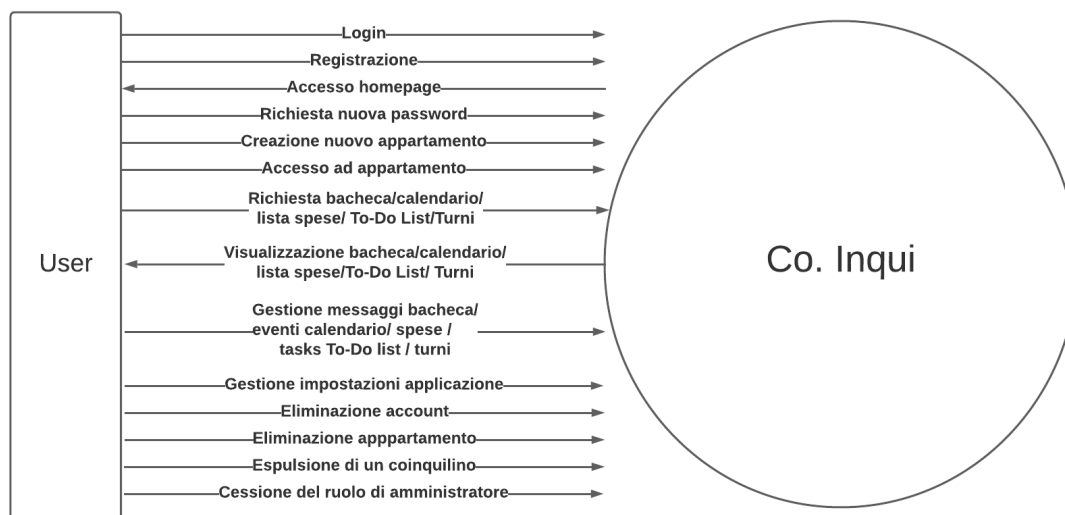 Login
Registrazione
Accesso homepage
Richiesta nuova password
Creazione nuovo appartamento
Accesso ad appartamento
Richiesta bacheca/calendario/
lista spese/ To-Do List/Turni
User
Co. Inqui
Visualizzazione bacheca/calendario/
lista spese/To-Do List/ Turni
Gestione messaggi bacheca/
eventi calendario/ spese /
tasks To-Do list / turni
Gestione impostazioni applicazione
Eliminazione account
Eliminazione apppartamento
Espulsione di un coinquilino
Cessione del ruolo di amministratore